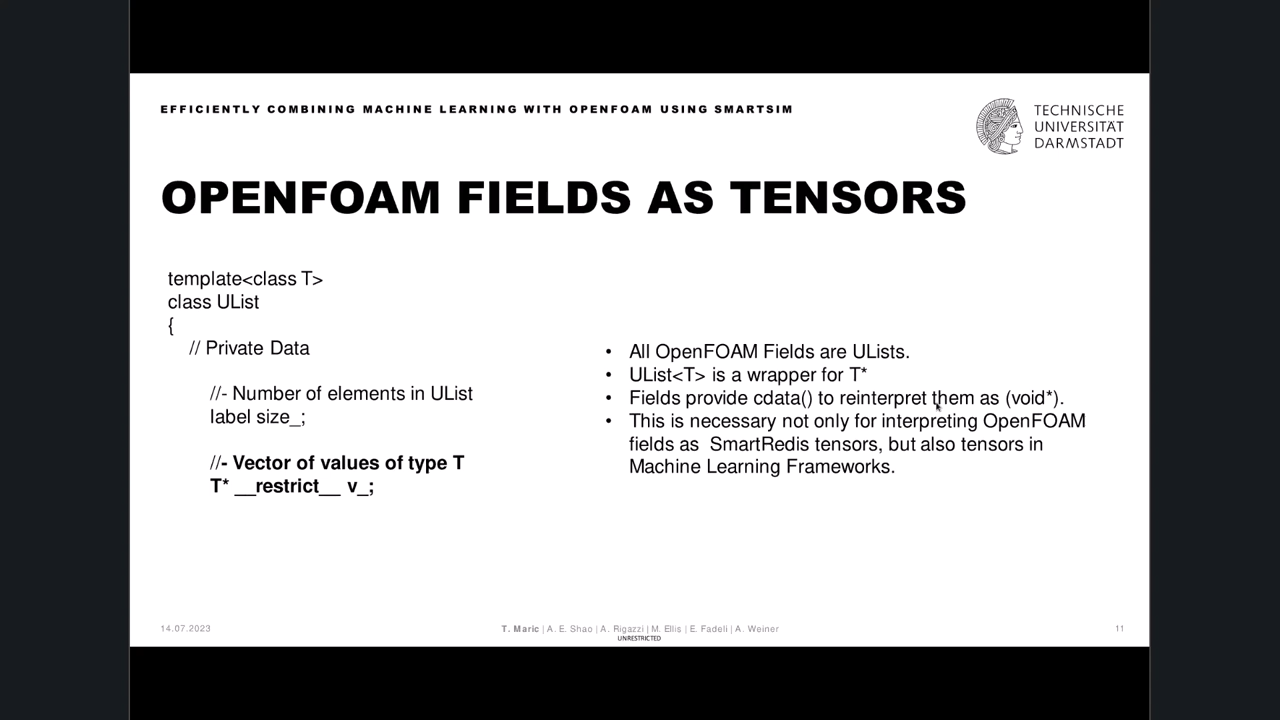 EFFICIENTLY COMBINING MACHINE LEARNING WITH OPENFOAM USING SMARTSIM
TECHNISCHE
UNIVERSITÄT
DARMSTADT
OPENFOAM FIELDS AS TENSORS
template<class T>
class UList
{
// Private Data
//- Number of elements in UList
label size_;
//- Vector of values of type T
T* __restrict__ v_;
• All OpenFOAM Fields are ULists.
• UList<T> is a wrapper for T*
• Fields provide cdata() to reinterpret them as (void*).
• This is necessary not only for interpreting OpenFOAM
fields as SmartRedis tensors, but also tensors in
Machine Learning Frameworks.
14.07.2023
T. Maric | A. E. Shao | A. Rigazzi | M. Ellis | E. Fadeli | A. Weiner
UNRESTRICTED
11